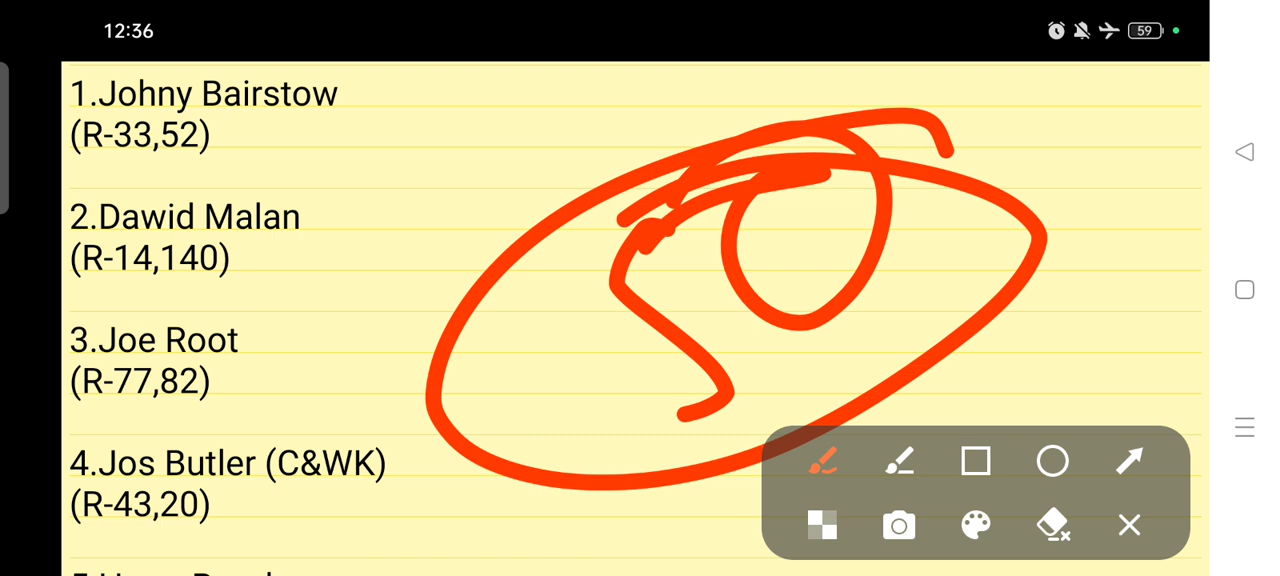 12:36
59
1.Johny Bairstow
(R-33,52)
2.Dawid Malan
(R-14,140)
3.Joe Root
(R-77,82)
4.Jos Butler (C&WK)
(R-43,20)
50